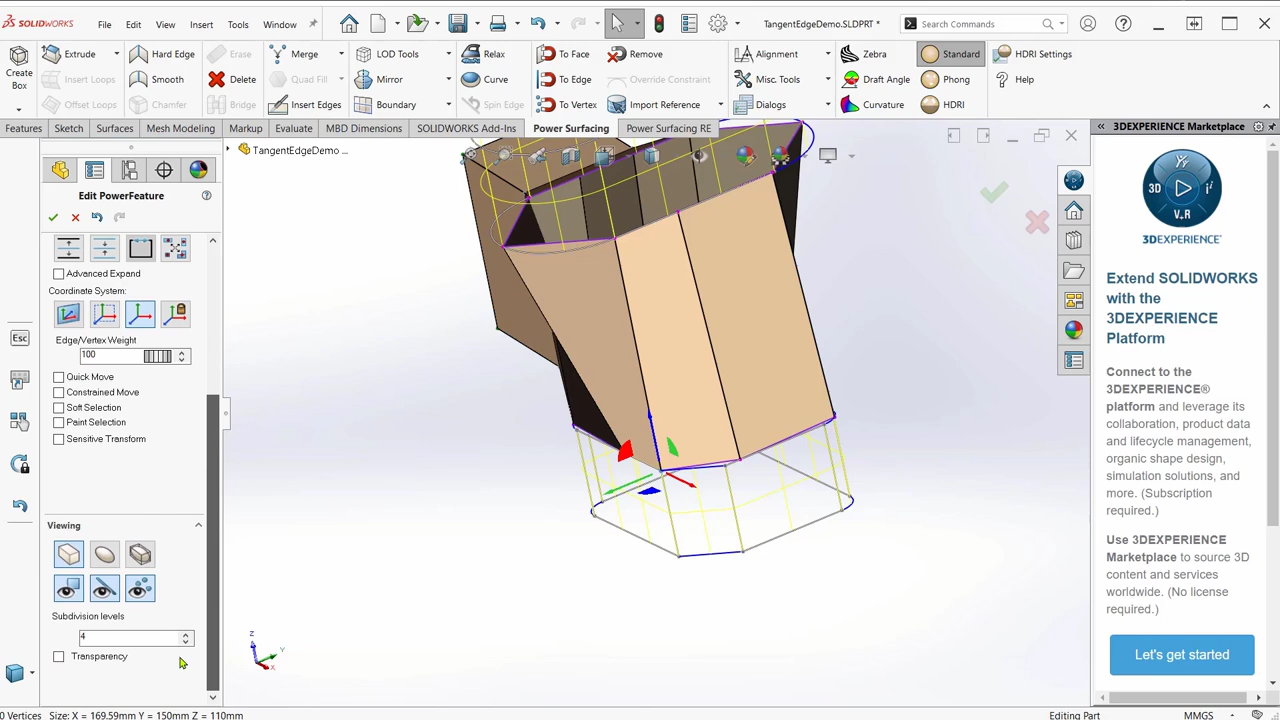 SOLIDWORKS File Edit View Insert Tools Window TangentEdgeDemo.SLDPRT * Search Commands
Create Box
Extrude Hard Edge Erase Merge LOD Tools Relax To Face Remove Alignment Zebra Standard HDRI Settings
Insert Loops Smooth Delete Quad Fill Mirror Curve To Edge Override Constraint Misc. Tools Draft Angle Phong Help
Offset Loops Chamfer Bridge Insert Edges Boundary Spin Edge To Vertex Import Reference Dialogs Curvature HDRI
Features Sketch Surfaces Mesh Modeling Markup Evaluate MBD Dimensions SOLIDWORKS Add-Ins Power Surfacing Power Surfacing RE
3DEXPERIENCE Marketplace
TangentEdgeDemo ...
Edit PowerFeature
Advanced Expand
Coordinate System:
Edge/Vertex Weight
100
Quick Move
Constrained Move
Soft Selection
Paint Selection
Sensitive Transform
Viewing
Subdivision levels
4
Transparency
Esc
Z
Y
X
3D V.R
3DEXPERIENCE
Extend SOLIDWORKS
with the
3DEXPERIENCE
Platform
Connect to the
3DEXPERIENCE®
platform and leverage its
collaboration, product data
and lifecycle management,
organic shape design,
simulation solutions, and
more. (Subscription
required.)
Use 3DEXPERIENCE
Marketplace to source 3D
content and services
worldwide. (No license
required.)
Let's get started
0 Vertices Size: X = 169.59mm Y = 150mm Z = 110mm Editing Part MMGS